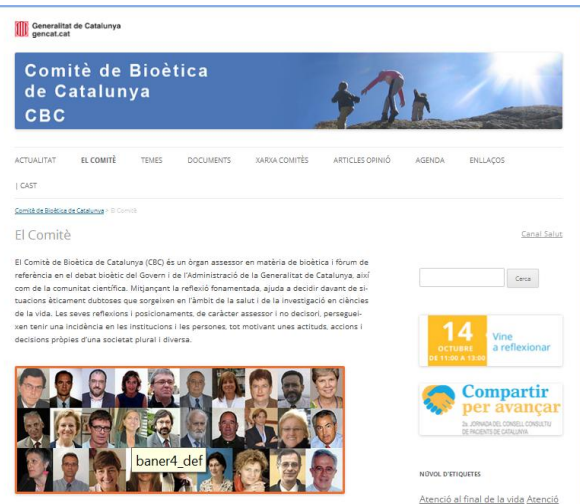 Generalitat de Catalunya
gencat.cat
Comitè de Bioètica
de Catalunya
CBC
ACTUALITAT EL COMITÈ TEMES DOCUMENTS XARXA COMITÈS ARTICLES OPINIÓ AGENDA ENLLAÇOS
| CAST
Comitè de Bioètica de Catalunya > El Comitè
El Comitè
Canal Salut
El Comitè de Bioètica de Catalunya (CBC) és un òrgan assessor en matèria de bioètica i fòrum de
referència en el debat bioètic del Govern i de l'Administració de la Generalitat de Catalunya, així
com de la comunitat científica. Mitjançant la reflexió fonamentada, ajuda a decidir davant de si-
tuacions èticament dubtoses que sorgeixen en l'àmbit de la salut i de la investigació en ciències
de la vida. Les seves reflexions i posicionaments, de caràcter assessor i no decisori, persegue-
ixen tenir una incidència en les institucions i les persones, tot motivant unes actituds, accions i
decisions pròpies d'una societat plural i diversa.
Cerca
14
OCTUBRE
DE 11:00 A 13:00
Vine
a reflexionar
Compartir
per avançar
2a. JORNADA DEL CONSELL CONSULTIU
DE PACIENTS DE CATALUNYA
baner4_def
NÚVOL D'ETIQUETES
Atenció al final de la vida Atenció